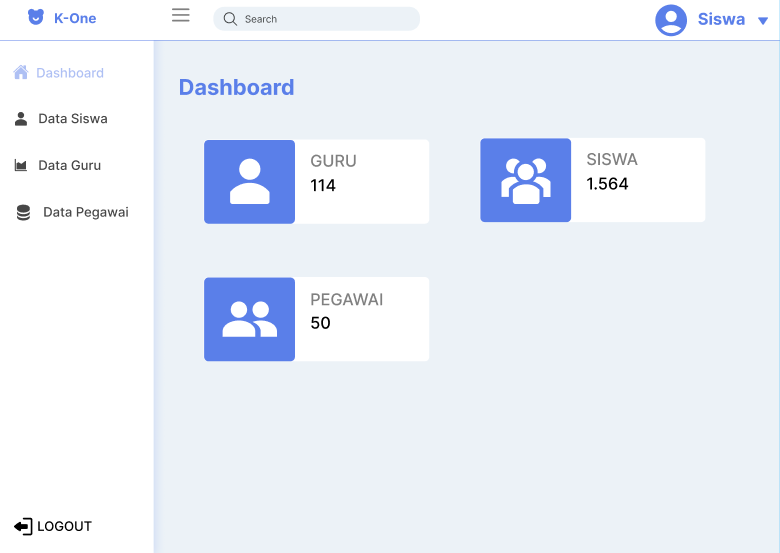 K-One
Search
Siswa
Dashboard
Data Siswa
Data Guru
Data Pegawai
LOGOUT
Dashboard
GURU
114
SISWA
1.564
PEGAWAI
50